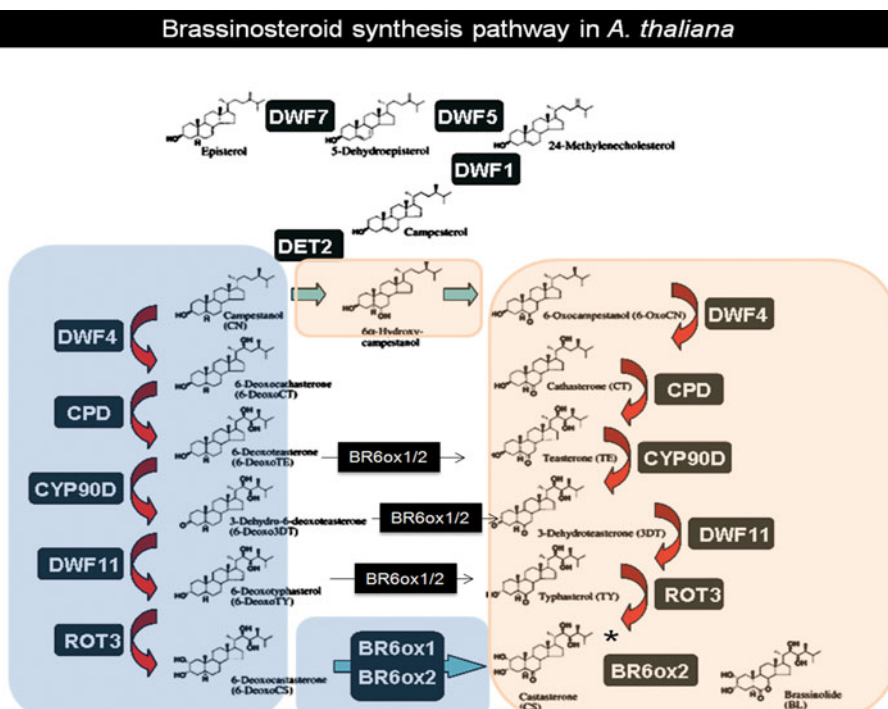 Brassinosteroid synthesis pathway in A. thaliana
DWF7
DWF5
Episterol
5-Dehydroepisterol
24-Methylenecholesterol
DWF1
Campesterol
DET2
Campestanol
(CN)
6α-Hydroxy-
campestanol
6-Oxocampestanol (6-OxoCN)
DWF4
DWF4
6-Deoxocathasterone
(6-DeoxoCT)
Cathasterone (CT)
CPD
CPD
6-Deoxoteasterone
(6-DeoxoTE)
BR6ox1/2
Teasterone (TE)
CYP90D
CYP90D
3-Dehydro-6-deoxoteasterone
(6-Deoxo3DT)
BR6ox1/2
3-Dehydroteasterone (3DT)
DWF11
DWF11
6-Deoxotyphasterol
(6-DeoxoTY)
BR6ox1/2
Typhasterol (TY)
ROT3
ROT3
6-Deoxocastasterone
(6-DeoxoCS)
BR6ox1
BR6ox2
*
Castasterone
(CS)
BR6ox2
Brassinolide
(BL)